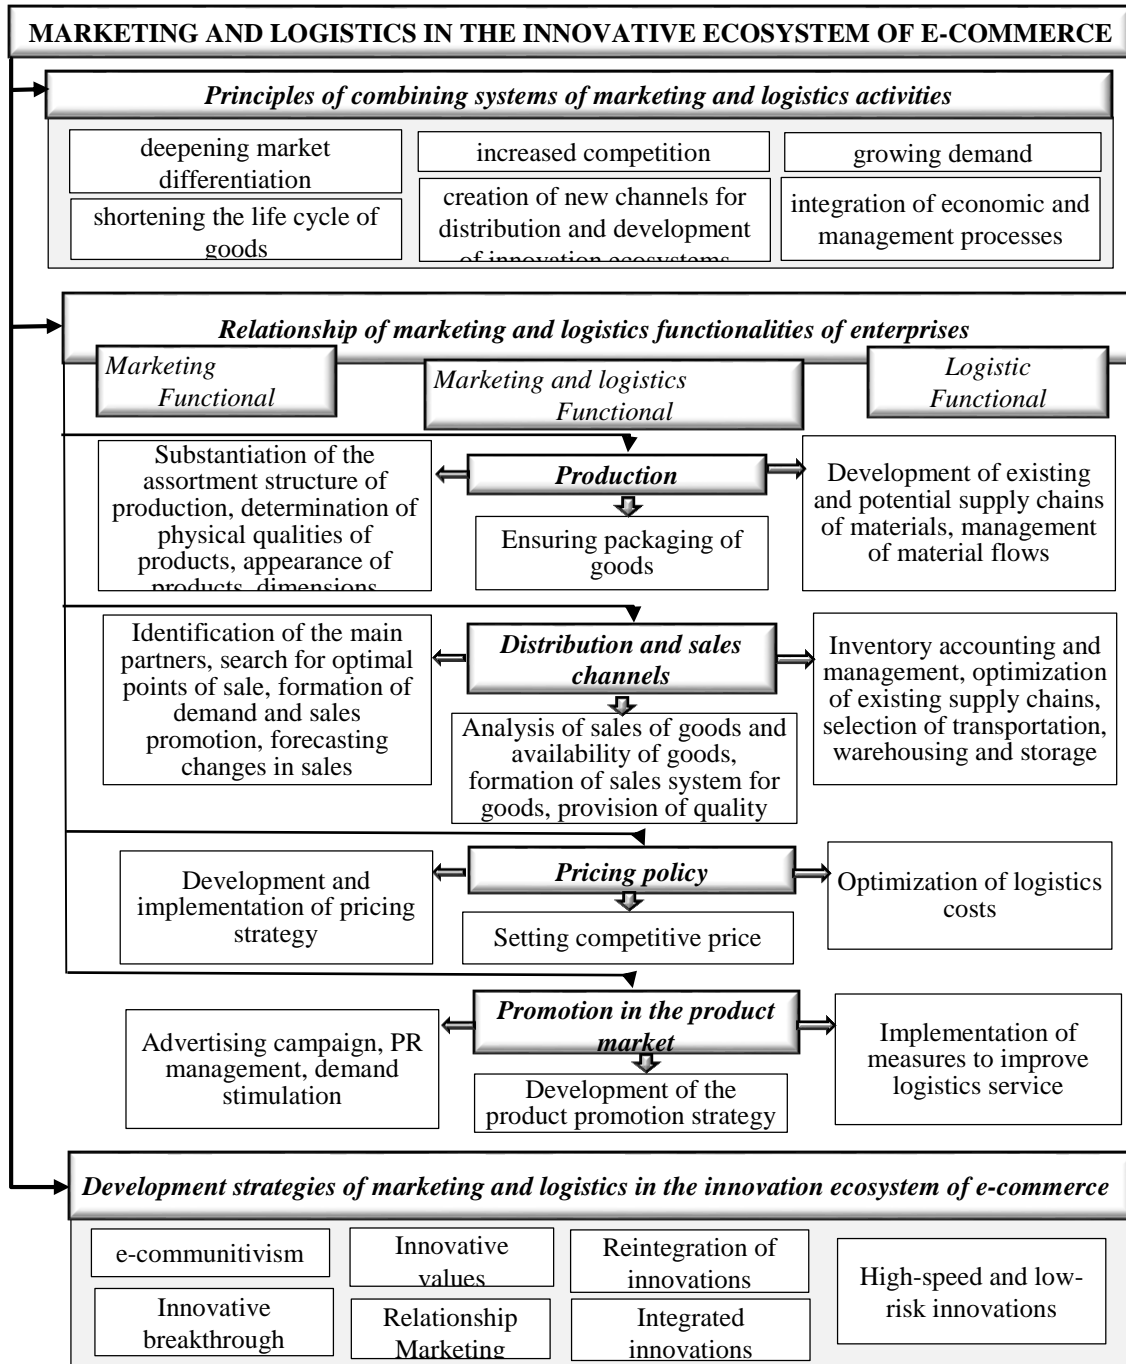 MARKETING AND LOGISTICS IN THE INNOVATIVE ECOSYSTEM OF E-COMMERCE
Principles of combining systems of marketing and logistics activities
deepening market
differentiation
increased competition
growing demand
shortening the life cycle of
goods
creation of new channels for
distribution and development
of innovation ecosystems
integration of economic and
management processes
Relationship of marketing and logistics functionalities of enterprises
Marketing
Functional
Marketing and logistics
Functional
Logistic
Functional
Substantiation of the
assortment structure of
production, determination of
physical qualities of
products, appearance of
products, dimensions
Production
Ensuring packaging of
goods
Development of existing
and potential supply chains
of materials, management
of material flows
Identification of the main
partners, search for optimal
points of sale, formation of
demand and sales
promotion, forecasting
changes in sales
Distribution and sales
channels
Analysis of sales of goods and
availability of goods,
formation of sales system for
goods, provision of quality
Inventory accounting and
management, optimization
of existing supply chains,
selection of transportation,
warehousing and storage
Development and
implementation of pricing
strategy
Pricing policy
Setting competitive price
Optimization of logistics
costs
Advertising campaign, PR
management, demand
stimulation
Promotion in the product
market
Development of the
product promotion strategy
Implementation of
measures to improve
logistics service
Development strategies of marketing and logistics in the innovation ecosystem of e-commerce
e-communitivism
Innovative
values
Reintegration of
innovations
High-speed and low-
risk innovations
Innovative
breakthrough
Relationship
Marketing
Integrated
innovations